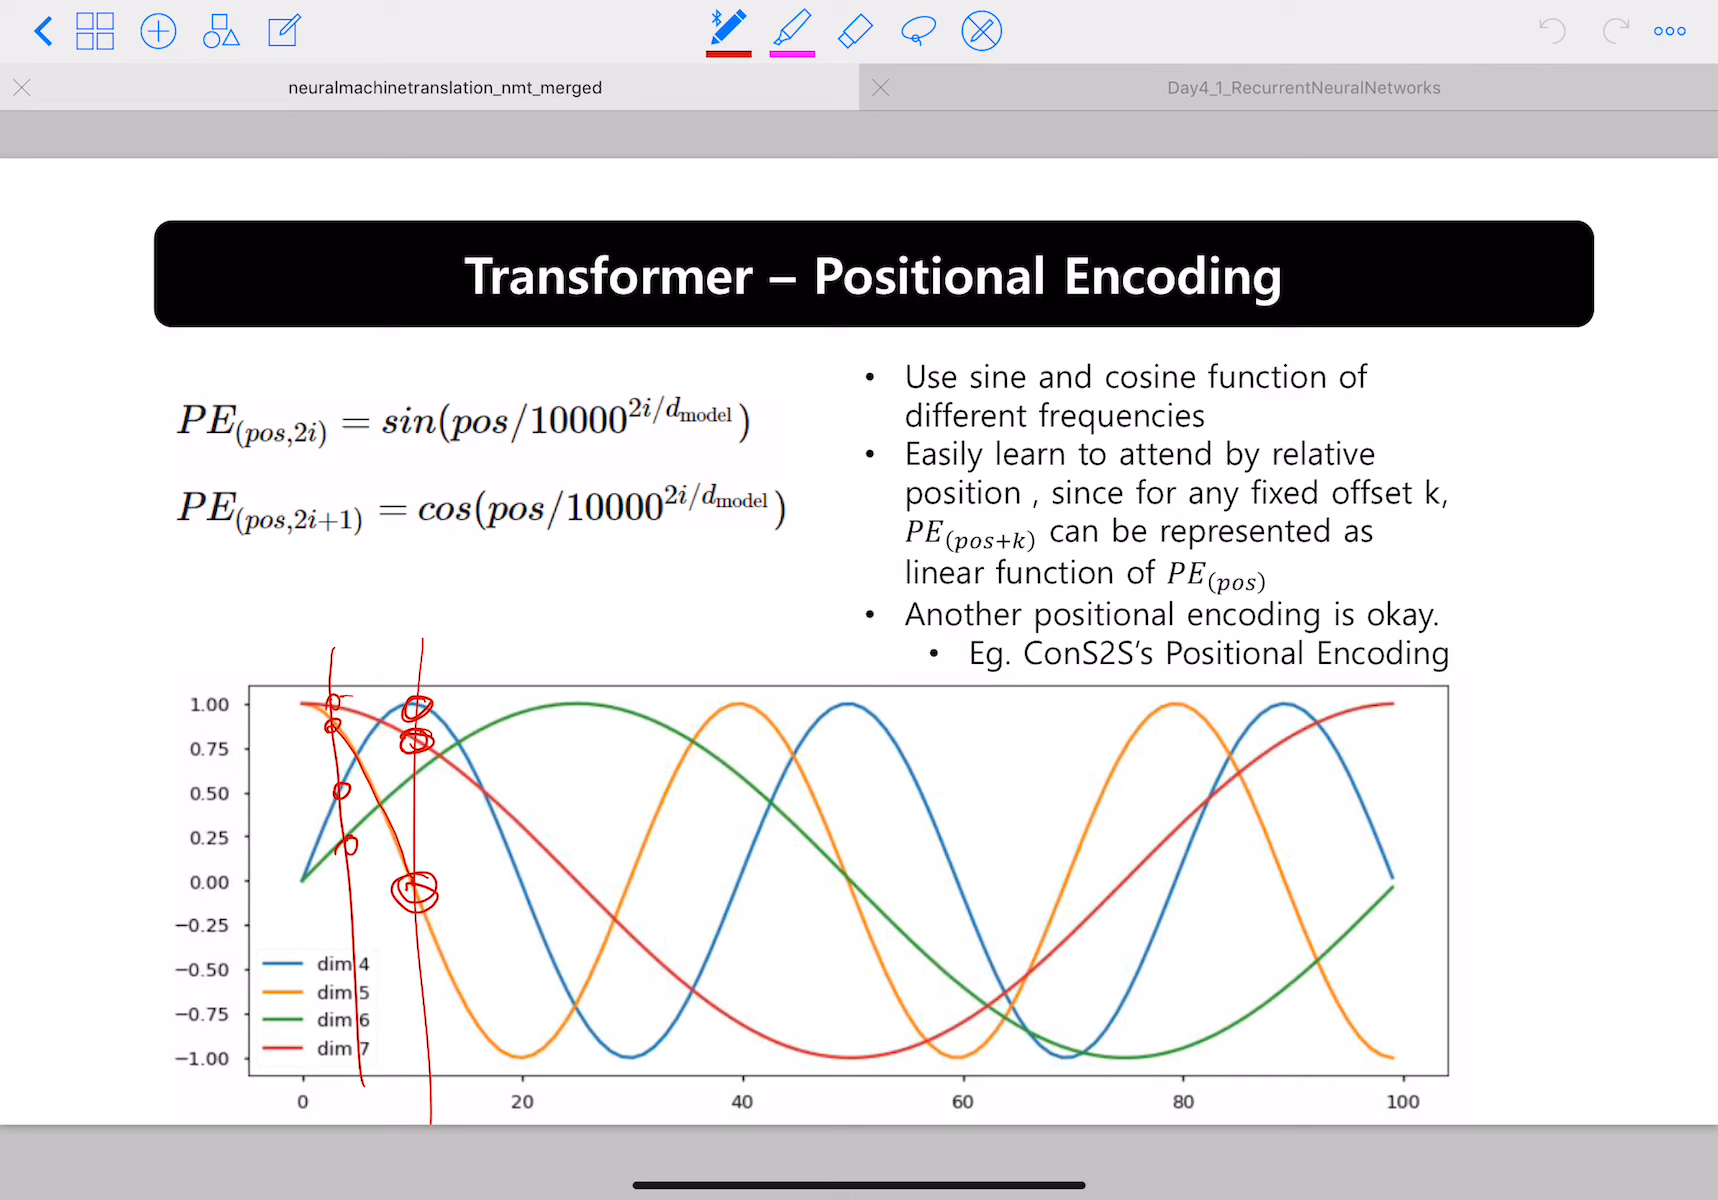 neuralmachinetranslation_nmt_merged
Day4_1_RecurrentNeuralNetworks
Transformer – Positional Encoding
PE(pos,2i) = sin(pos/10000^{2i/d_model})
PE(pos,2i+1) = cos(pos/10000^{2i/d_model})
• Use sine and cosine function of
different frequencies
• Easily learn to attend by relative
position , since for any fixed offset k,
PE(pos+k) can be represented as
linear function of PE(pos)
• Another positional encoding is okay.
• Eg. ConS2S's Positional Encoding
1.00
0.75
0.50
0.25
0.00
−0.25
−0.50
−0.75
−1.00
dim 4
dim 5
dim 6
dim 7
0 20 40 60 80 100